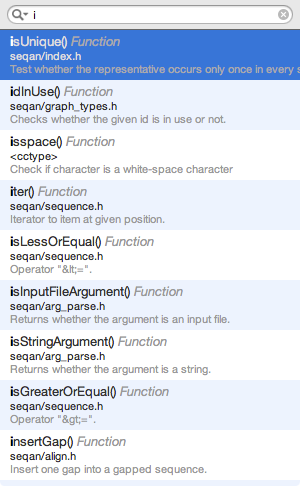 i
isUnique() Function
seqan/index.h
Test whether the representative occurs only once in every s
idInUse() Function
seqan/graph_types.h
Checks whether the given id is in use or not.
isspace() Function
<cctype>
Check if character is a white-space character
iter() Function
seqan/sequence.h
Iterator to item at given position.
isLessOrEqual() Function
seqan/sequence.h
Operator "&lt;=".
isInputFileArgument() Function
seqan/arg_parse.h
Returns whether the argument is an input file.
isStringArgument() Function
seqan/arg_parse.h
Returns whether the argument is a string.
isGreaterOrEqual() Function
seqan/sequence.h
Operator "&gt;=".
insertGap() Function
seqan/align.h
Insert one gap into a gapped sequence.